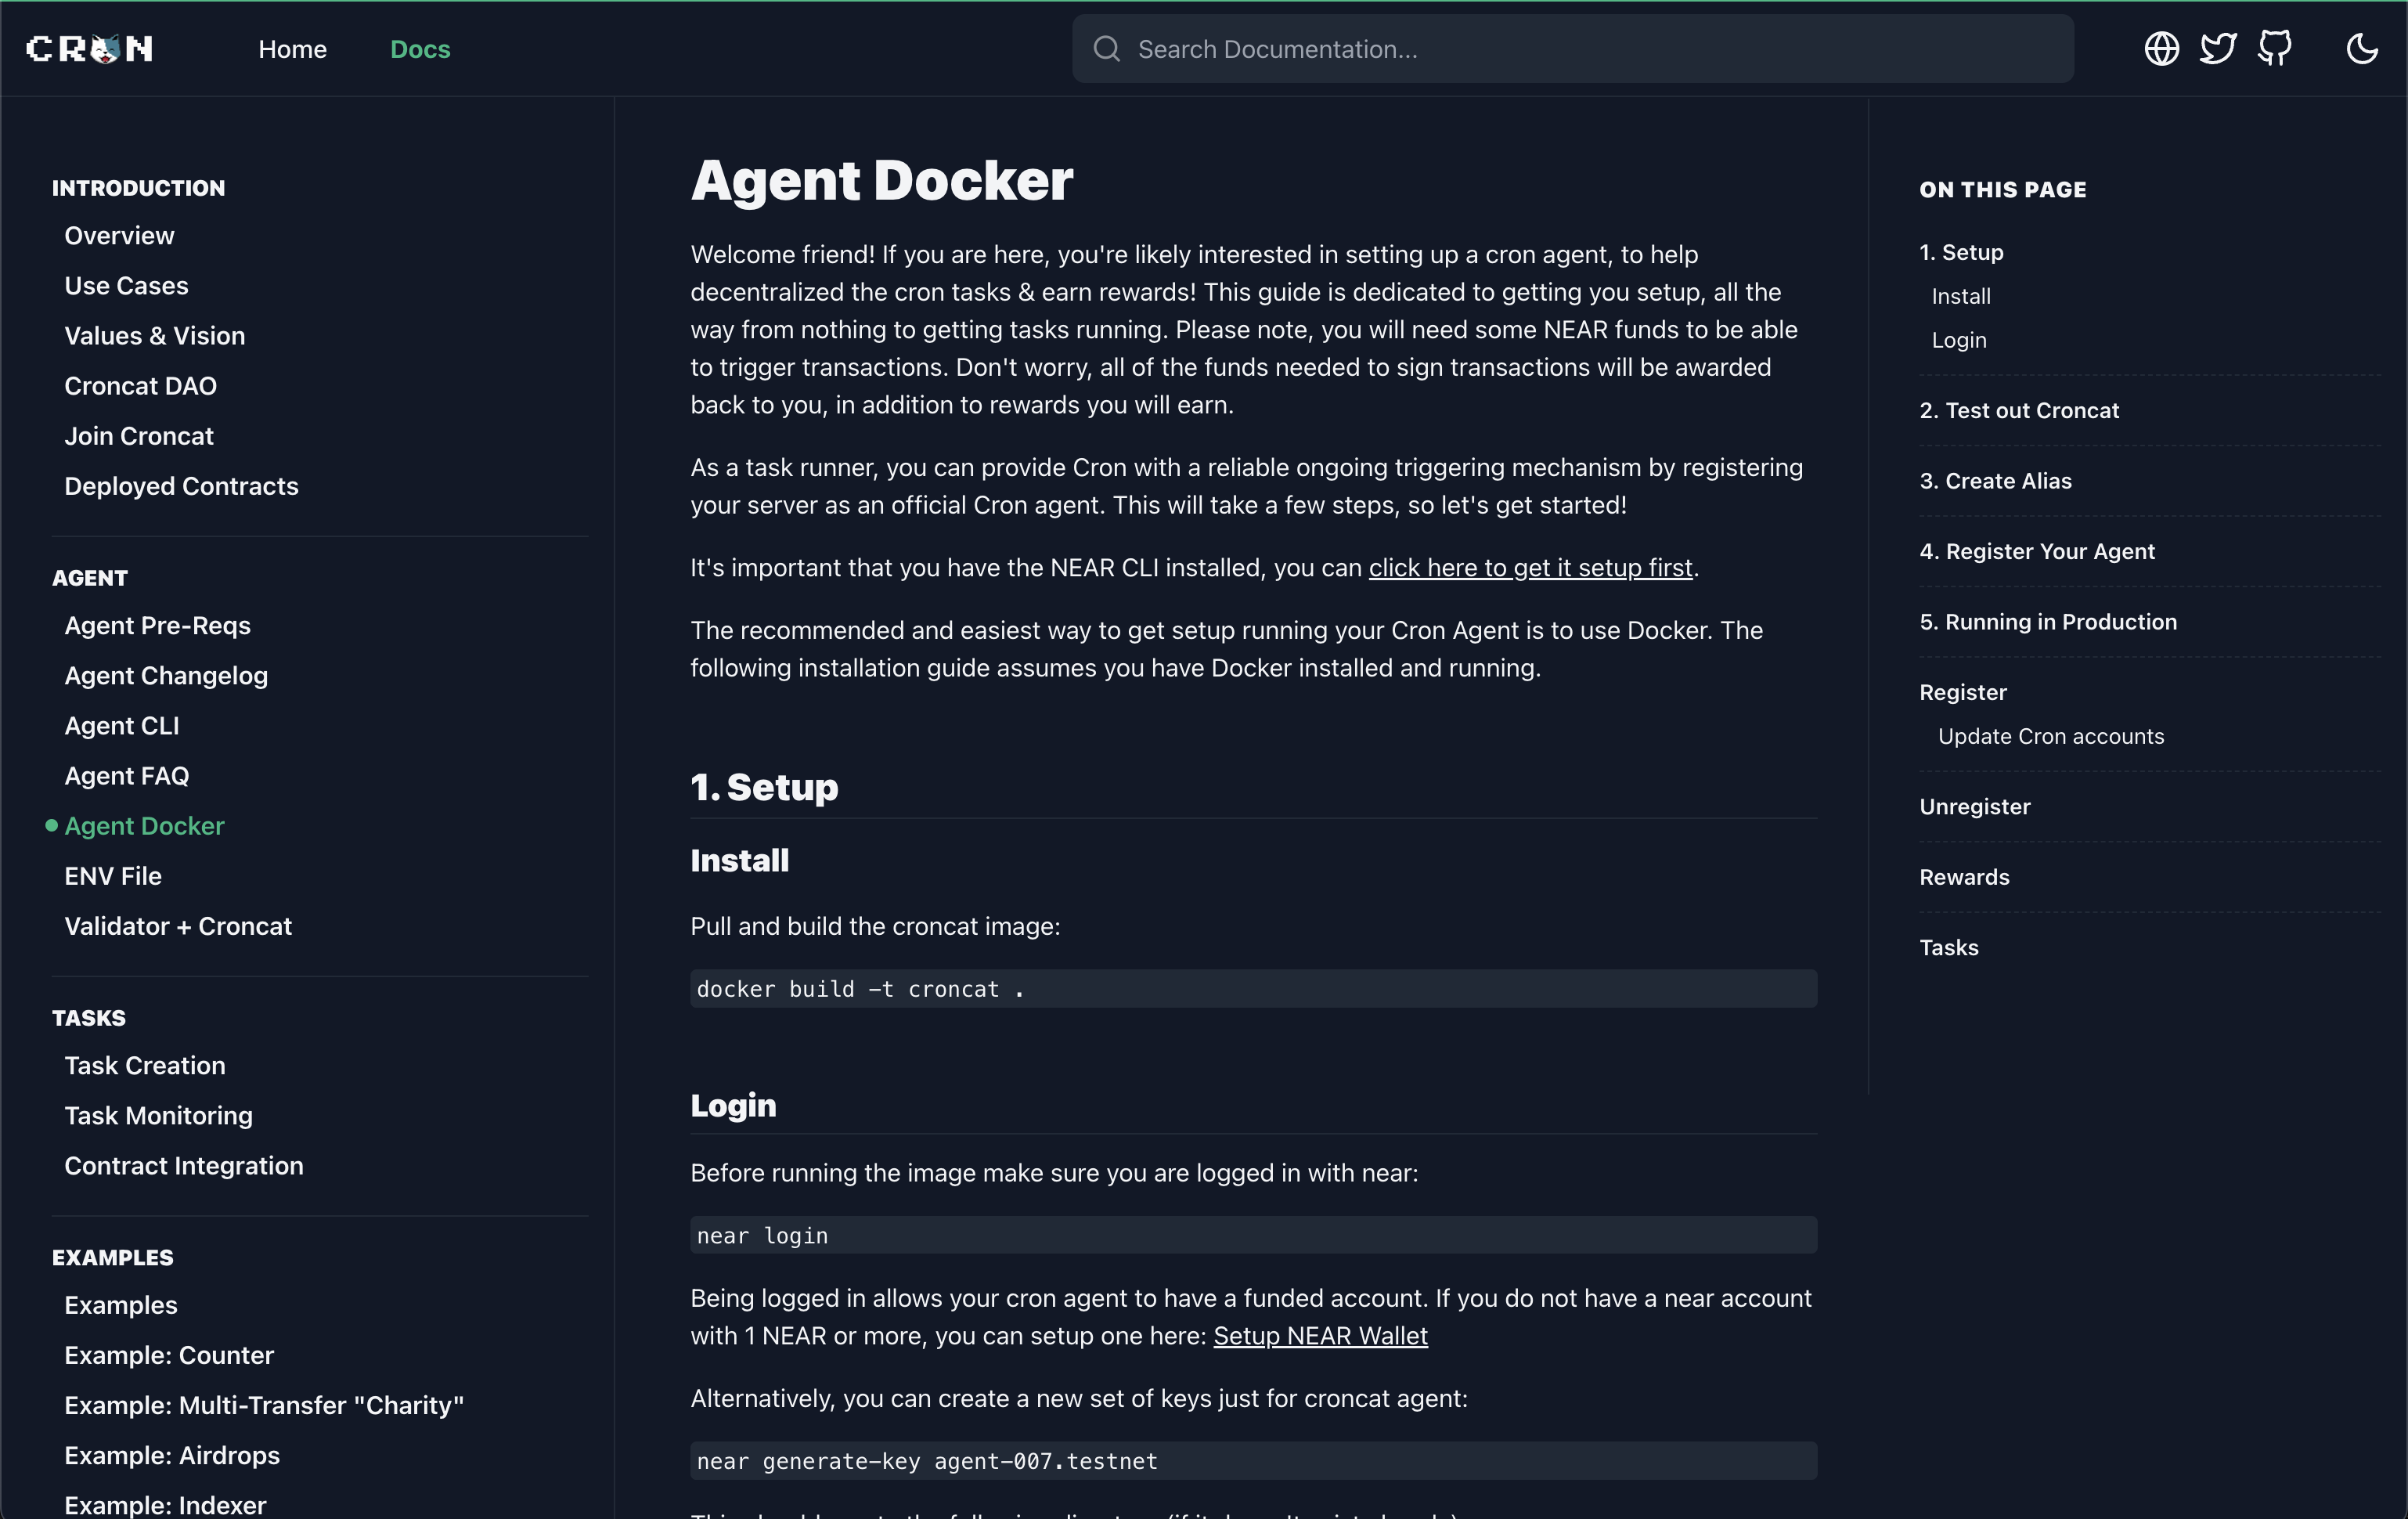 CRON
Home
Docs
Search Documentation...
INTRODUCTION
Overview
Use Cases
Values & Vision
Croncat DAO
Join Croncat
Deployed Contracts
AGENT
Agent Pre-Reqs
Agent Changelog
Agent CLI
Agent FAQ
Agent Docker
ENV File
Validator + Croncat
TASKS
Task Creation
Task Monitoring
Contract Integration
EXAMPLES
Examples
Example: Counter
Example: Multi-Transfer "Charity"
Example: Airdrops
Example: Indexer
Agent Docker
Welcome friend! If you are here, you're likely interested in setting up a cron agent, to help
decentralized the cron tasks & earn rewards! This guide is dedicated to getting you setup, all the
way from nothing to getting tasks running. Please note, you will need some NEAR funds to be able
to trigger transactions. Don't worry, all of the funds needed to sign transactions will be awarded
back to you, in addition to rewards you will earn.
As a task runner, you can provide Cron with a reliable ongoing triggering mechanism by registering
your server as an official Cron agent. This will take a few steps, so let's get started!
It's important that you have the NEAR CLI installed, you can click here to get it setup first.
The recommended and easiest way to get setup running your Cron Agent is to use Docker. The
following installation guide assumes you have Docker installed and running.
1. Setup
Install
Pull and build the croncat image:
docker build -t croncat .
Login
Before running the image make sure you are logged in with near:
near login
Being logged in allows your cron agent to have a funded account. If you do not have a near account
with 1 NEAR or more, you can setup one here: Setup NEAR Wallet
Alternatively, you can create a new set of keys just for croncat agent:
near generate-key agent-007.testnet
ON THIS PAGE
1. Setup
Install
Login
2. Test out Croncat
3. Create Alias
4. Register Your Agent
5. Running in Production
Register
Update Cron accounts
Unregister
Rewards
Tasks